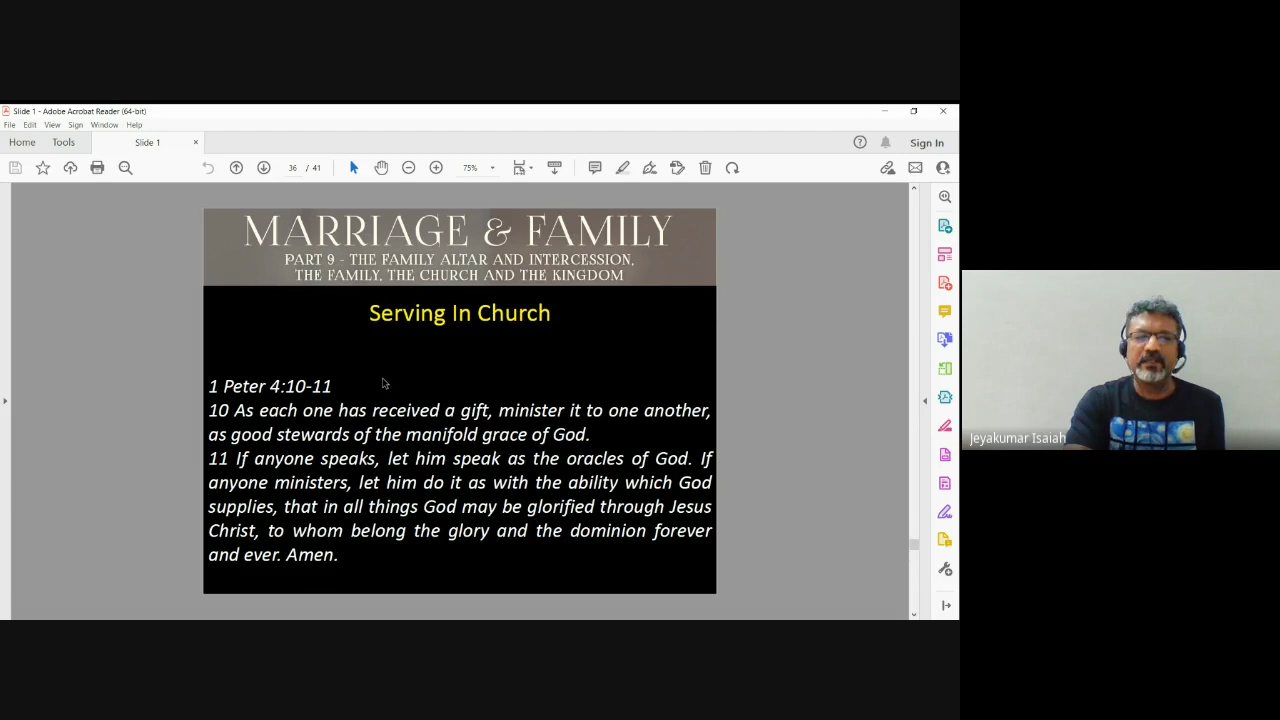 Slide 1 - Adobe Acrobat Reader (64-bit)
File Edit View Sign Window Help
Home Tools Slide 1 × Sign In
36 / 41 75%
MARRIAGE & FAMILY
PART 9 - THE FAMILY ALTAR AND INTERCESSION,
THE FAMILY, THE CHURCH AND THE KINGDOM
Serving In Church
1 Peter 4:10-11
10 As each one has received a gift, minister it to one another,
as good stewards of the manifold grace of God.
11 If anyone speaks, let him speak as the oracles of God. If
anyone ministers, let him do it as with the ability which God
supplies, that in all things God may be glorified through Jesus
Christ, to whom belong the glory and the dominion forever
and ever. Amen.
Jeyakumar Isaiah